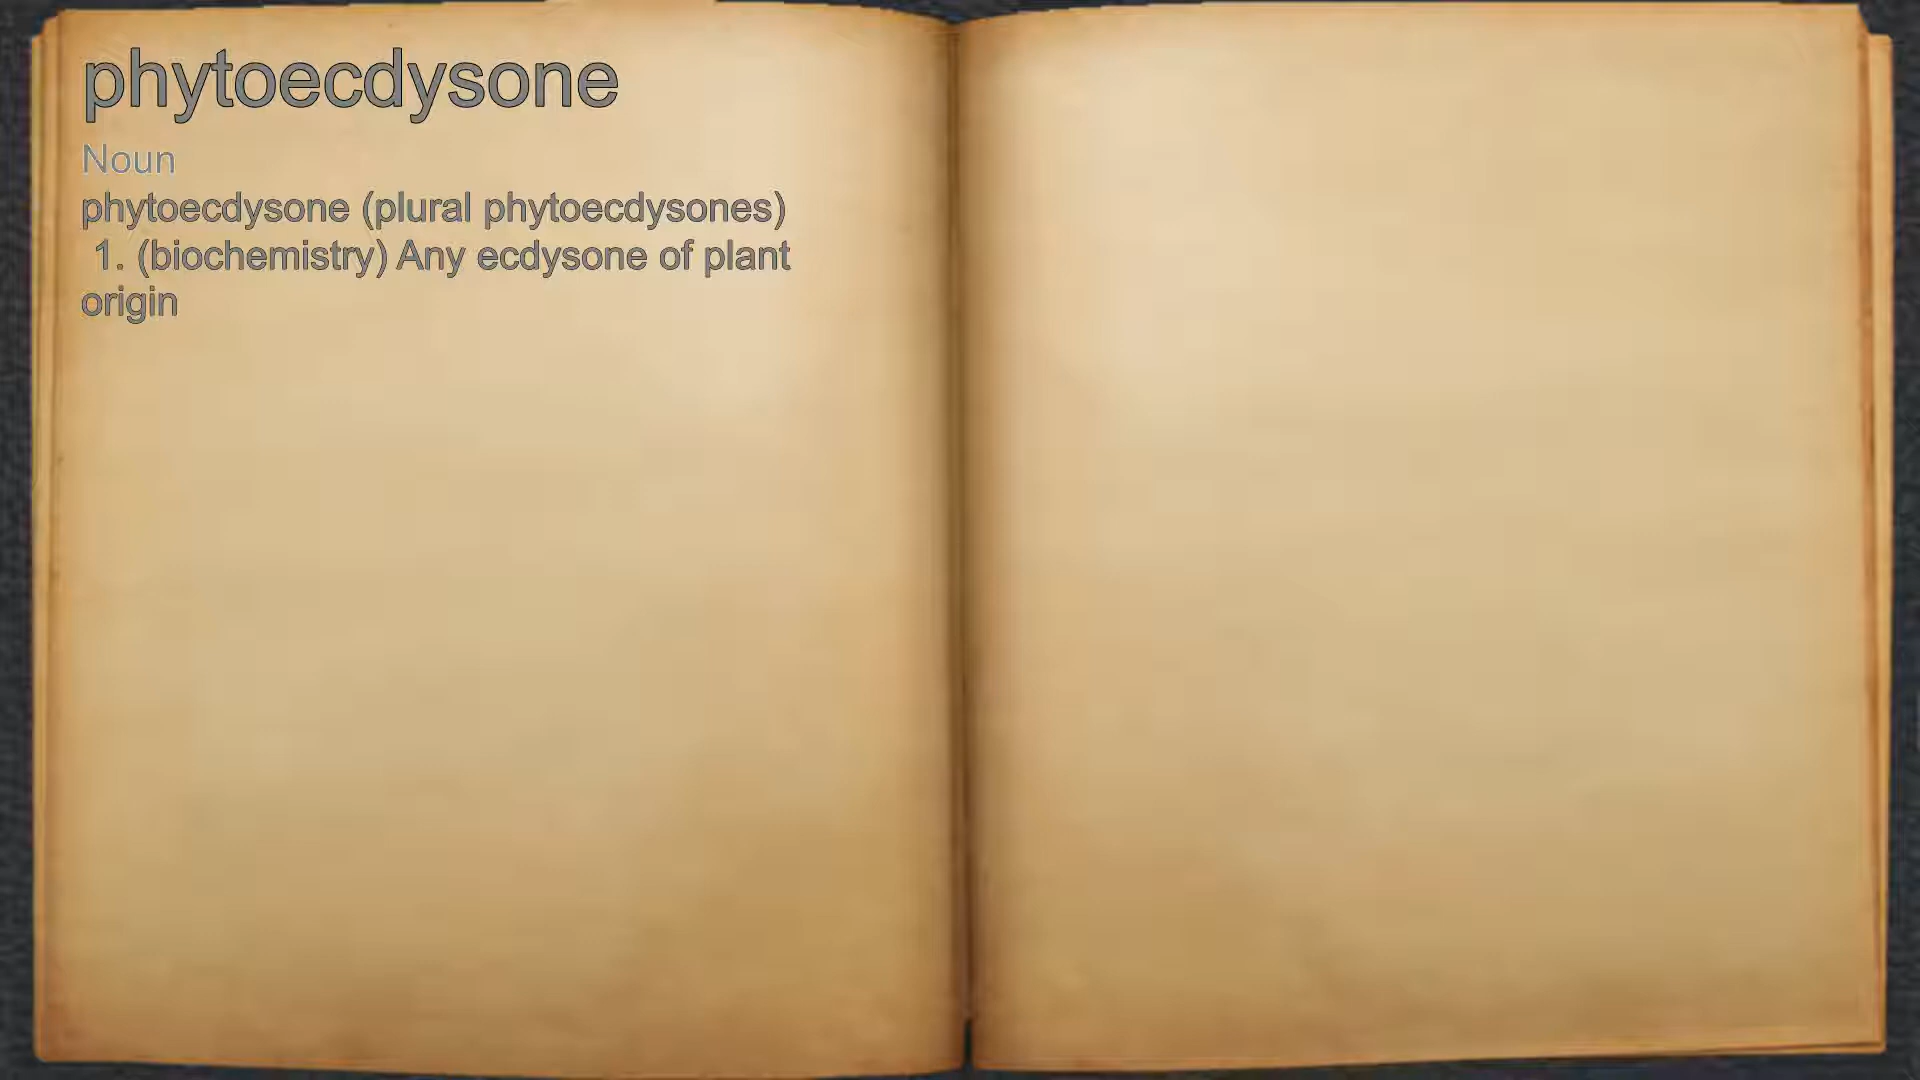 phytoecdysone
Noun
phytoecdysone (plural phytoecdysones)
1. (biochemistry) Any ecdysone of plant
origin